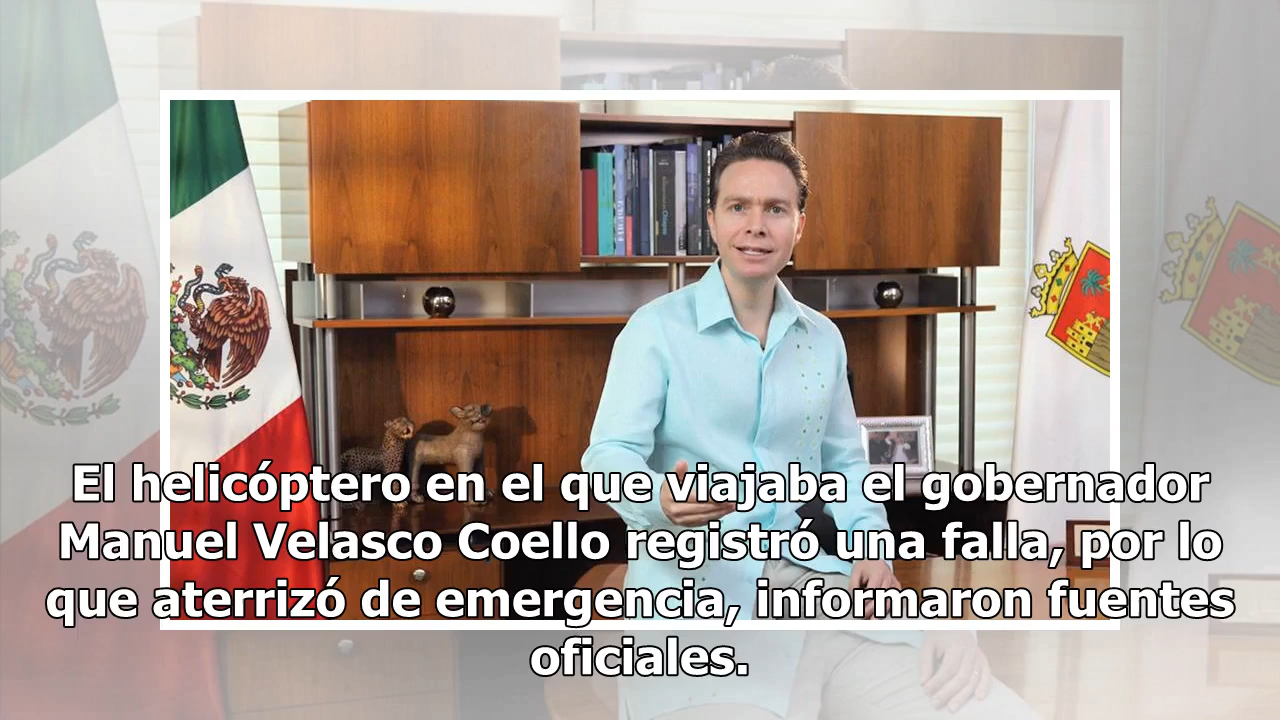 El helicóptero en el que viajaba el gobernador
Manuel Velasco Coello registró una falla, por lo
que aterrizó de emergencia, informaron fuentes
oficiales.